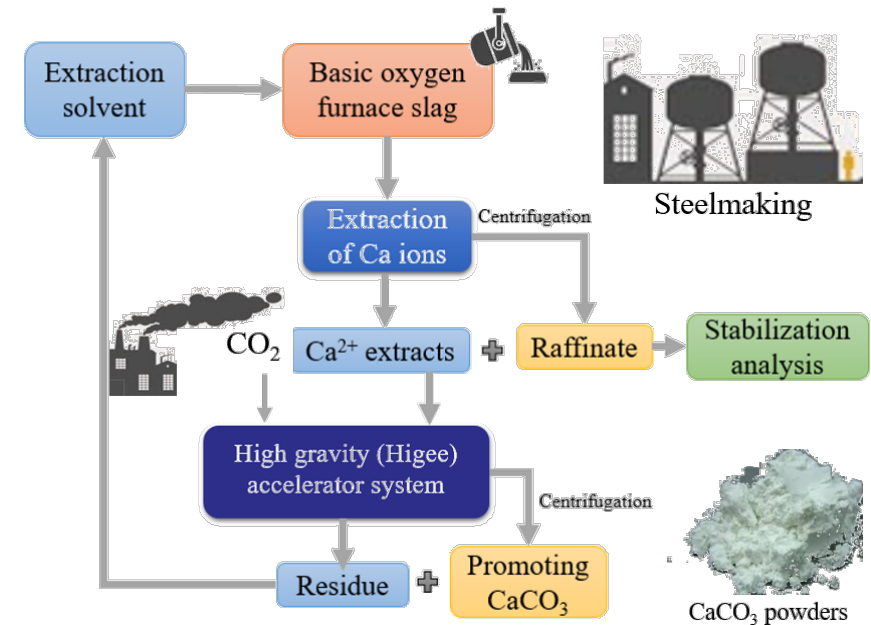 Extraction
solvent
Basic oxygen
furnace slag
Steelmaking
Extraction
of Ca ions
Centrifugation
CO₂
Ca²⁺ extracts
+
Raffinate
Stabilization
analysis
High gravity (Higee)
accelerator system
Centrifugation
Residue
+
Promoting
CaCO₃
CaCO₃ powders